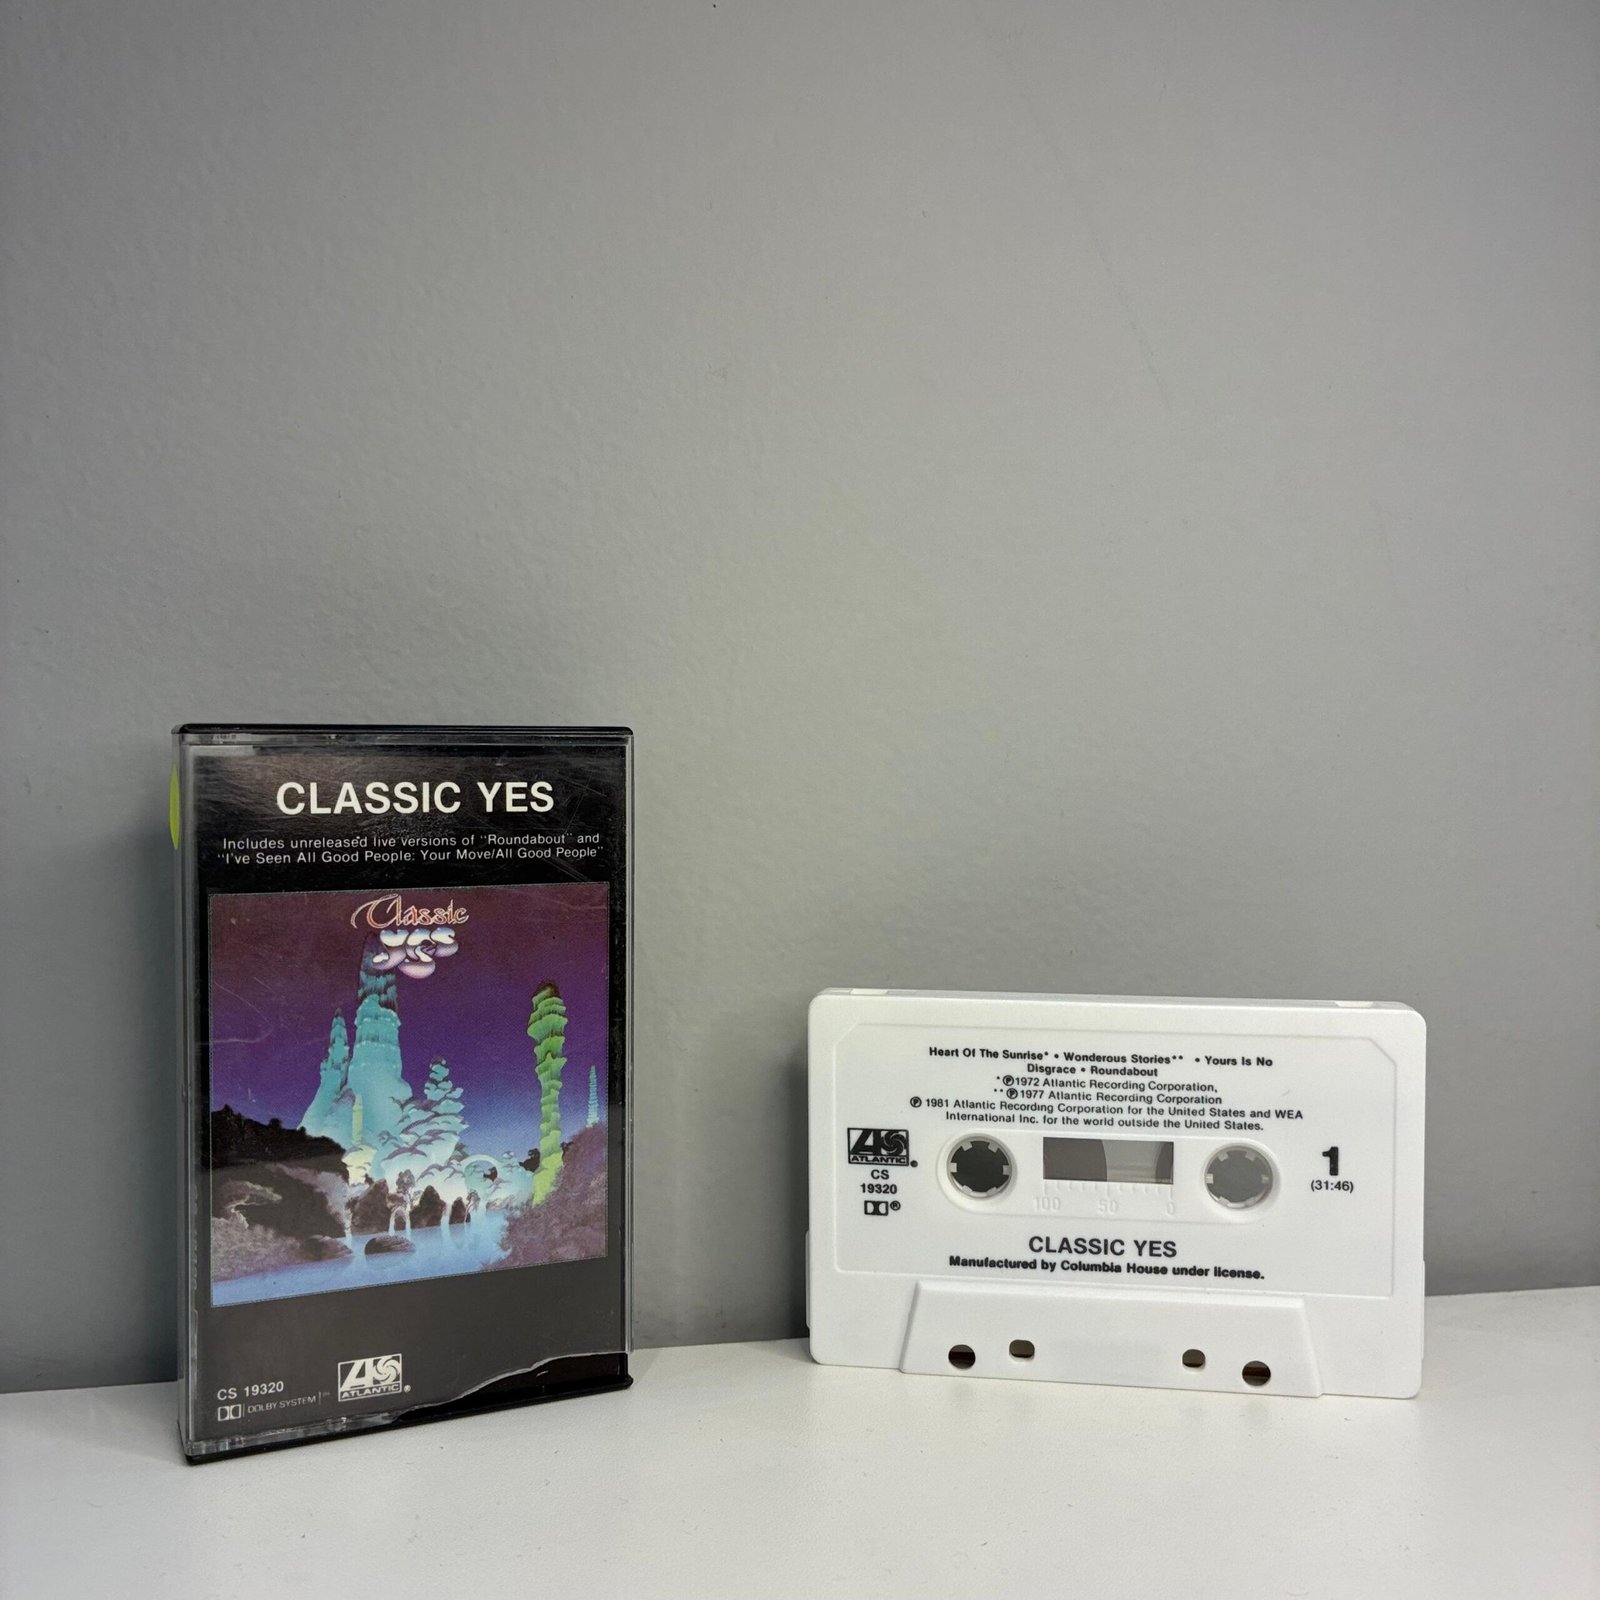 CLASSIC YES
Includes unreleased live versions of "Roundabout" and
"I've Seen All Good People: Your Move/All Good People"
Classic
YES
CS 19320
DOLBY SYSTEM TM
ATLANTIC®
Heart Of The Sunrise* • Wonderous Stories** • Yours Is No
Disgrace • Roundabout
*℗1972 Atlantic Recording Corporation,
**℗1977 Atlantic Recording Corporation
℗ 1981 Atlantic Recording Corporation for the United States and WEA
International Inc. for the world outside the United States.
ATLANTIC®
CS
19320
®
1
(31:46)
100 50 0
CLASSIC YES
Manufactured by Columbia House under license.